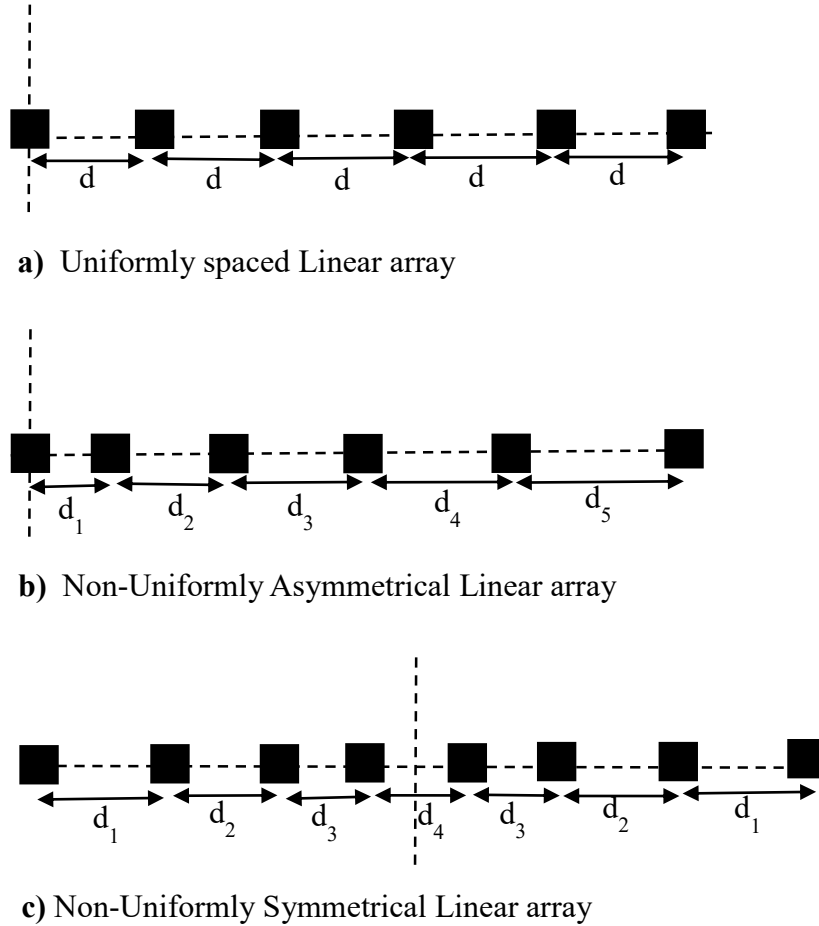 d d d d d
a) Uniformly spaced Linear array
d₁ d₂ d₃ d₄ d₅
b) Non-Uniformly Asymmetrical Linear array
d₁ d₂ d₃ d₄ d₃ d₂ d₁
c) Non-Uniformly Symmetrical Linear array